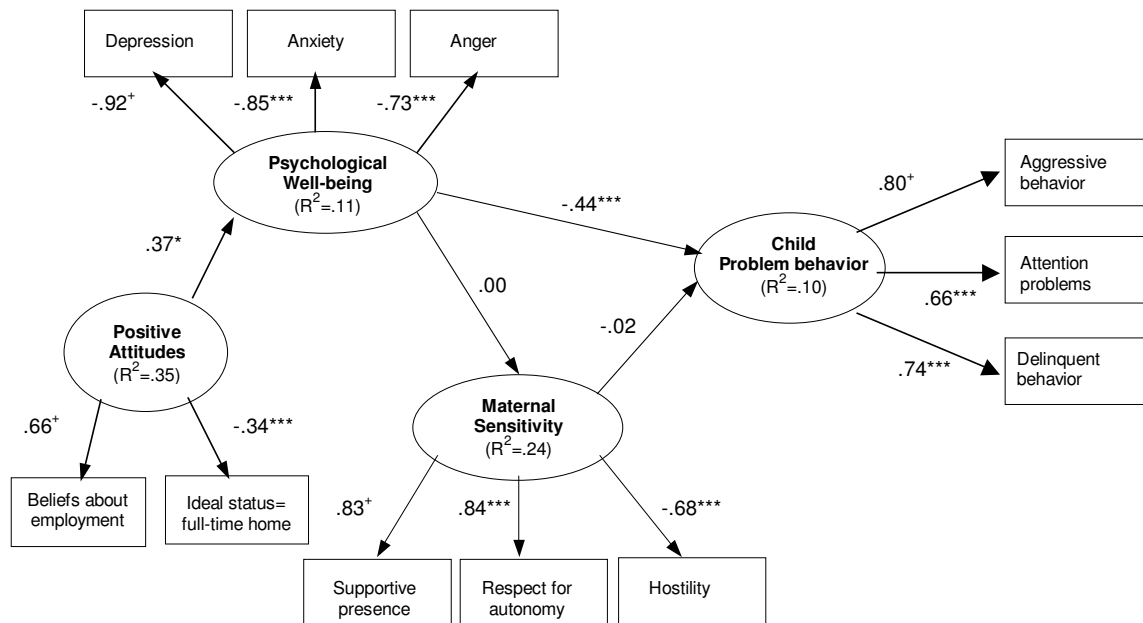 Depression
Anxiety
Anger
-.92+
-.85***
-.73***
Psychological
Well-being
(R2=.11)
Aggressive
behavior
.80+
-.44***
Child
Problem behavior
(R2=.10)
Attention
problems
.66***
.37*
.00
-.02
Positive
Attitudes
(R2=.35)
.74***
Delinquent
behavior
Maternal
Sensitivity
(R2=.24)
.66+
-.34***
Beliefs about
employment
Ideal status=
full-time home
.83+
.84***
-.68***
Supportive
presence
Respect for
autonomy
Hostility